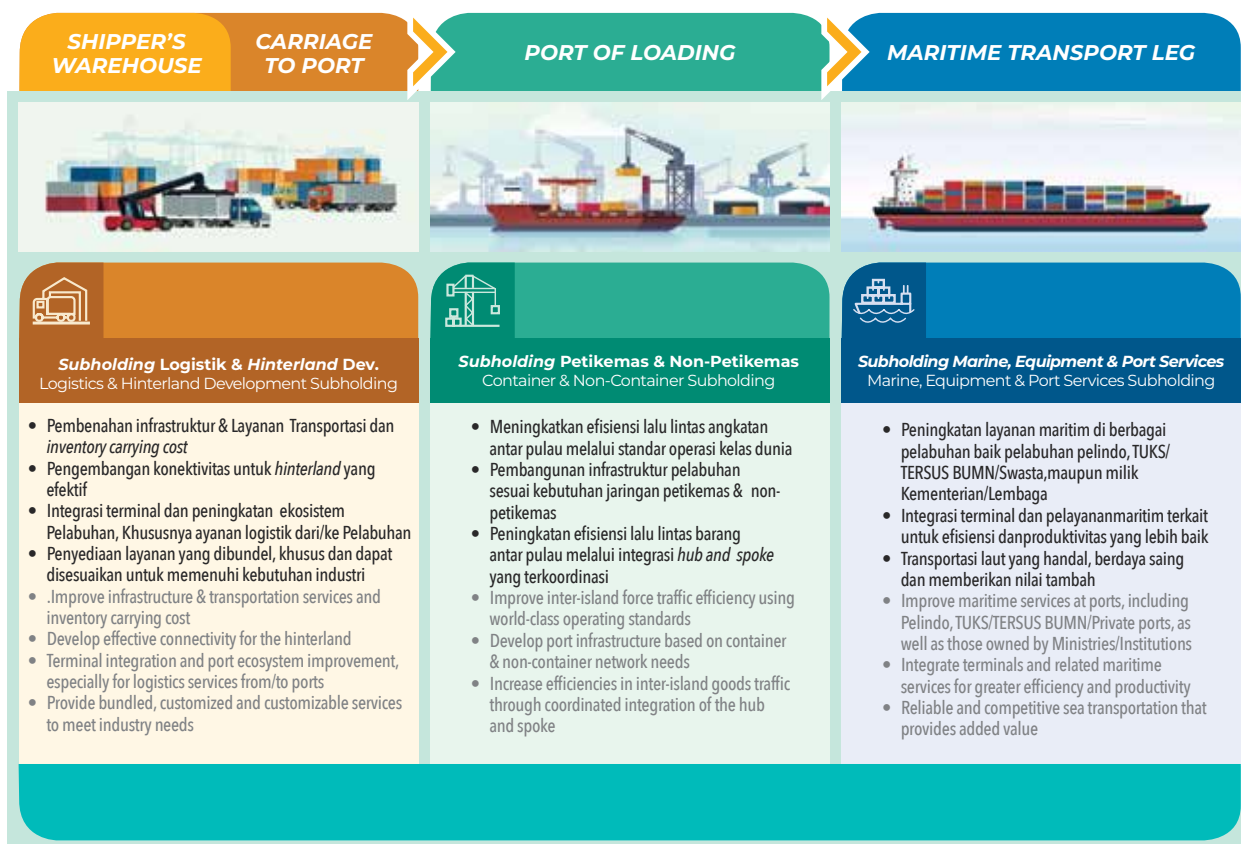 SHIPPER'S
WAREHOUSE
CARRIAGE
TO PORT
PORT OF LOADING
MARITIME TRANSPORT LEG
Subholding Logistik & Hinterland Dev.
Logistics & Hinterland Development Subholding
• Pembenahan infrastruktur & Layanan Transportasi dan
inventory carrying cost
• Pengembangan konektivitas untuk hinterland yang
efektif
• Integrasi terminal dan peningkatan ekosistem
Pelabuhan, Khususnya ayanan logistik dari/ke Pelabuhan
• Penyediaan layanan yang dibundel, khusus dan dapat
disesuaikan untuk memenuhi kebutuhan industri
• .Improve infrastructure & transportation services and
inventory carrying cost
• Develop effective connectivity for the hinterland
• Terminal integration and port ecosystem improvement,
especially for logistics services from/to ports
• Provide bundled, customized and customizable services
to meet industry needs
Subholding Petikemas & Non-Petikemas
Container & Non-Container Subholding
• Meningkatkan efisiensi lalu lintas angkatan
antar pulau melalui standar operasi kelas dunia
• Pembangunan infrastruktur pelabuhan
sesuai kebutuhan jaringan petikemas & non-
petikemas
• Peningkatan efisiensi lalu lintas barang
antar pulau melalui integrasi hub and spoke
yang terkoordinasi
• Improve inter-island force traffic efficiency using
world-class operating standards
• Develop port infrastructure based on container
& non-container network needs
• Increase efficiencies in inter-island goods traffic
through coordinated integration of the hub
and spoke
Subholding Marine, Equipment & Port Services
Marine, Equipment & Port Services Subholding
• Peningkatan layanan maritim di berbagai
pelabuhan baik pelabuhan pelindo, TUKS/
TERSUS BUMN/Swasta,maupun milik
Kementerian/Lembaga
• Integrasi terminal dan pelayananmaritim terkait
untuk efisiensi danproduktivitas yang lebih baik
• Transportasi laut yang handal, berdaya saing
dan memberikan nilai tambah
• Improve maritime services at ports, including
Pelindo, TUKS/TERSUS BUMN/Private ports, as
well as those owned by Ministries/Institutions
• Integrate terminals and related maritime
services for greater efficiency and productivity
• Reliable and competitive sea transportation that
provides added value